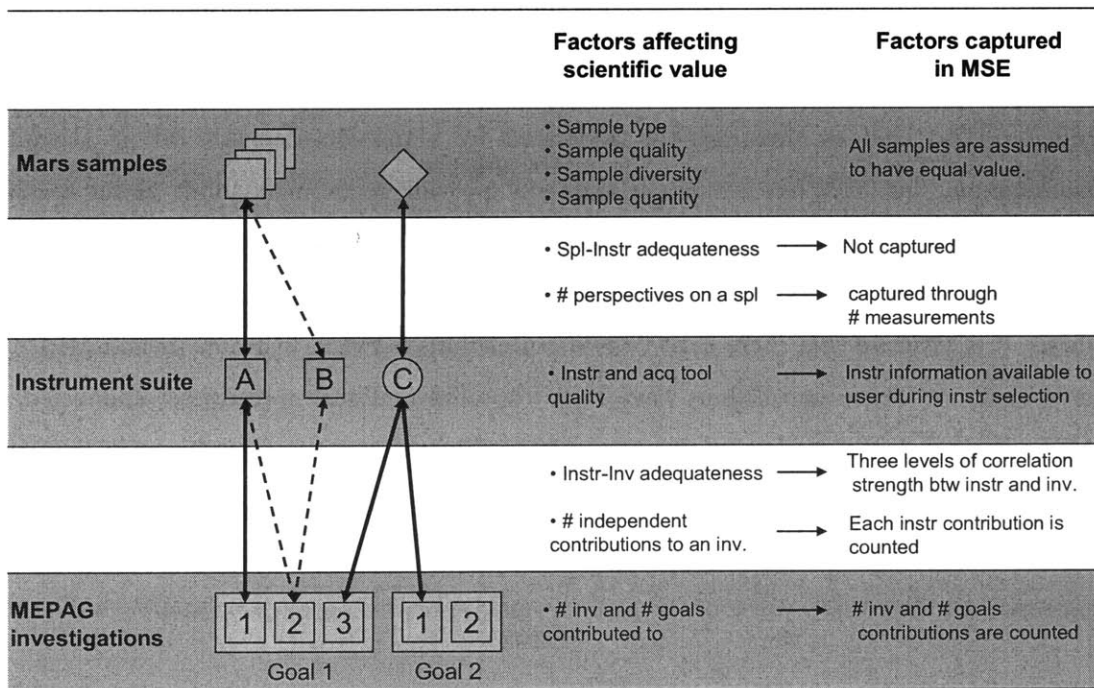 Factors affecting
scientific value
Factors captured
in MSE
Mars samples
• Sample type
• Sample quality
• Sample diversity
• Sample quantity
All samples are assumed
to have equal value.
• Spl-Instr adequateness
Not captured
• # perspectives on a spl
captured through
# measurements
Instrument suite
A
B
C
• Instr and acq tool
quality
Instr information available to
user during instr selection
• Instr-Inv adequateness
Three levels of correlation
strength btw instr and inv.
• # independent
contributions to an inv.
Each instr contribution is
counted
MEPAG
investigations
1 2 3
1 2
Goal 1
Goal 2
• # inv and # goals
contributed to
# inv and # goals
contributions are counted